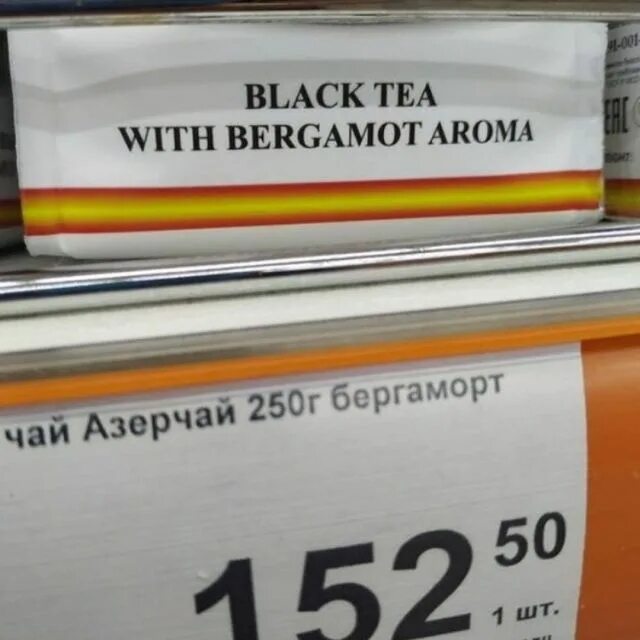 BLACK TEA
WITH BERGAMOT AROMA
чай Азерчай 250г бергаморт
152 50
1 шт.